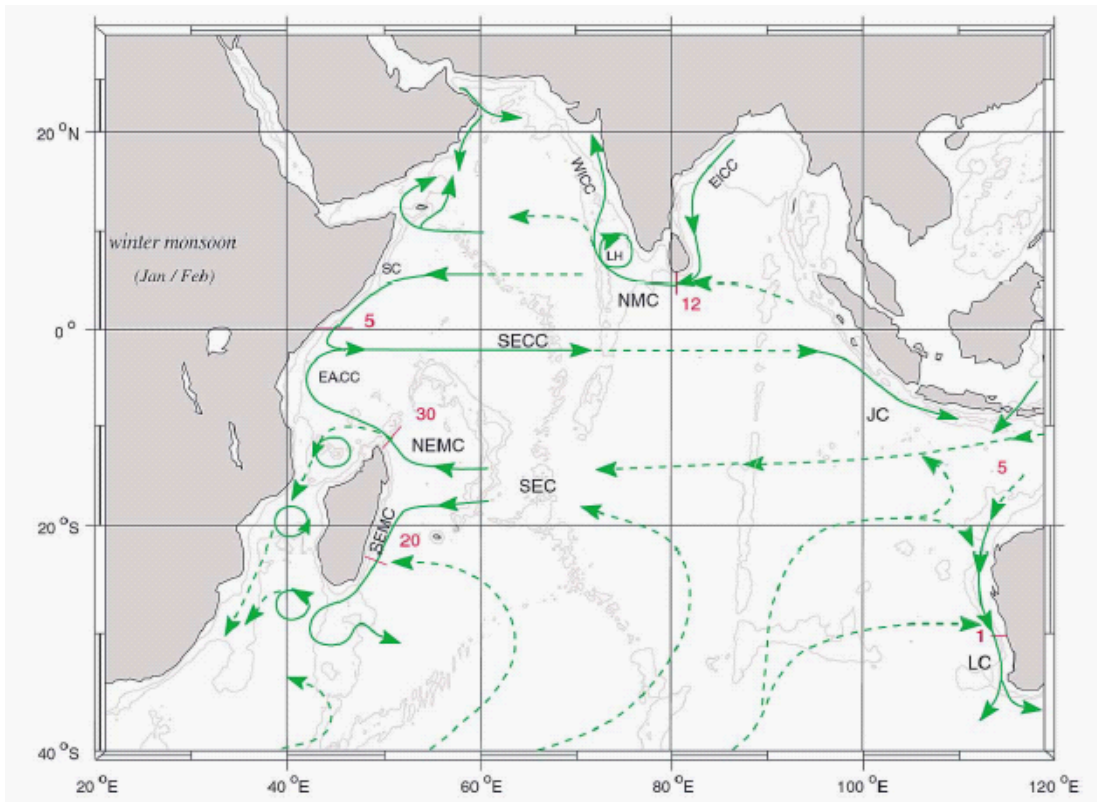 20 °N
WICC
EICC
winter monsoon
(Jan / Feb)
SC
LH
NMC
12
0°
5
SECC
EACC
30
NEMC
JC
SEC
5
20 °S
SEMC
20
1
LC
40 °S
20 °E
40 °E
60 °E
80 °E
100 °E
120 °E